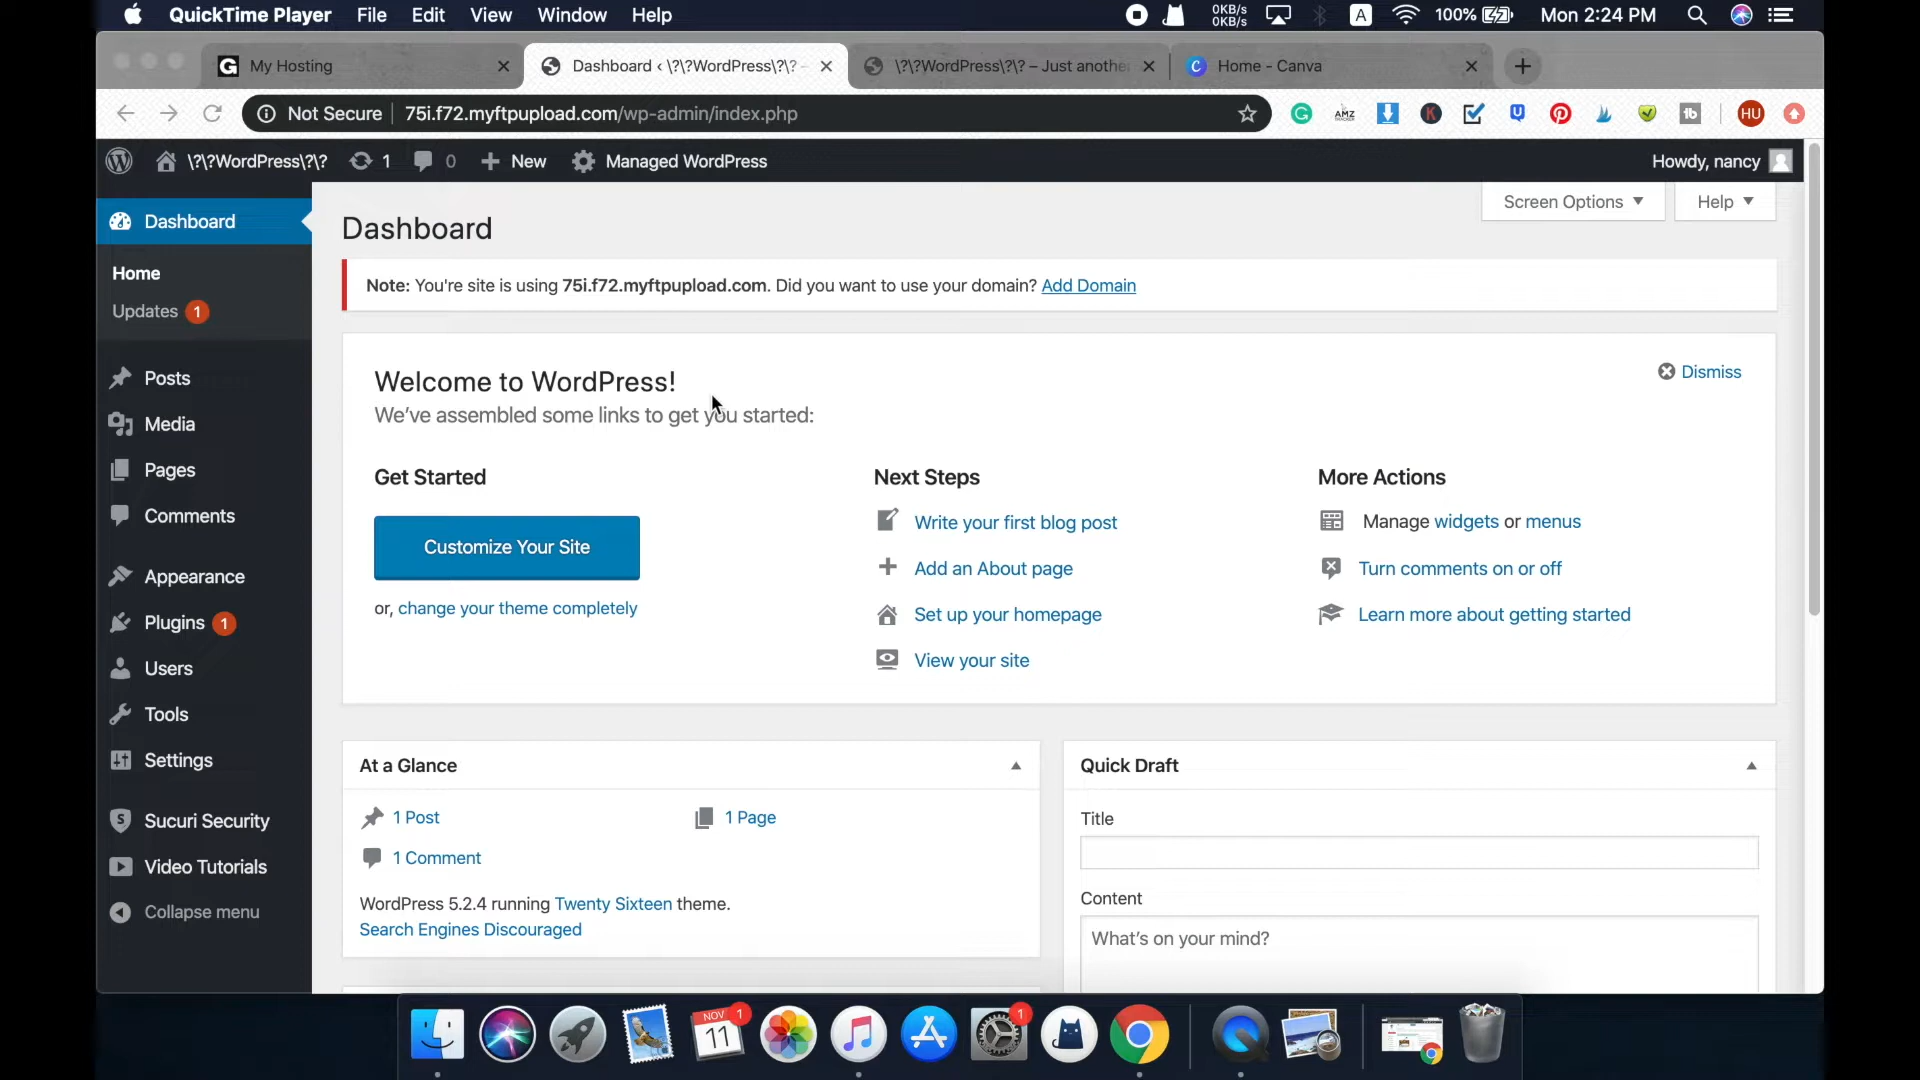 QuickTime Player File Edit View Window Help 0KB/s 0KB/s A 100% Mon 2:24 PM
My Hosting
Dashboard ‹ \?\?WordPress\?\? –
\?\?WordPress\?\? – Just anothe
C Home - Canva
Not Secure 75i.f72.myftpupload.com/wp-admin/index.php AMZ HU
\?\?WordPress\?\? 1 0 New Managed WordPress Howdy, nancy
Dashboard
Home
Updates 1
Posts
Media
Pages
Comments
Appearance
Plugins 1
Users
Tools
Settings
Sucuri Security
Video Tutorials
Collapse menu
Screen Options Help
Dashboard
Note: You're site is using 75i.f72.myftpupload.com. Did you want to use your domain? Add Domain
Welcome to WordPress!
Dismiss
We've assembled some links to get you started:
Get Started
Customize Your Site
or, change your theme completely
Next Steps
Write your first blog post
Add an About page
Set up your homepage
View your site
More Actions
Manage widgets or menus
Turn comments on or off
Learn more about getting started
At a Glance
1 Post 1 Page
1 Comment
WordPress 5.2.4 running Twenty Sixteen theme.
Search Engines Discouraged
Quick Draft
Title
Content
What's on your mind?
NOV 11 1 1